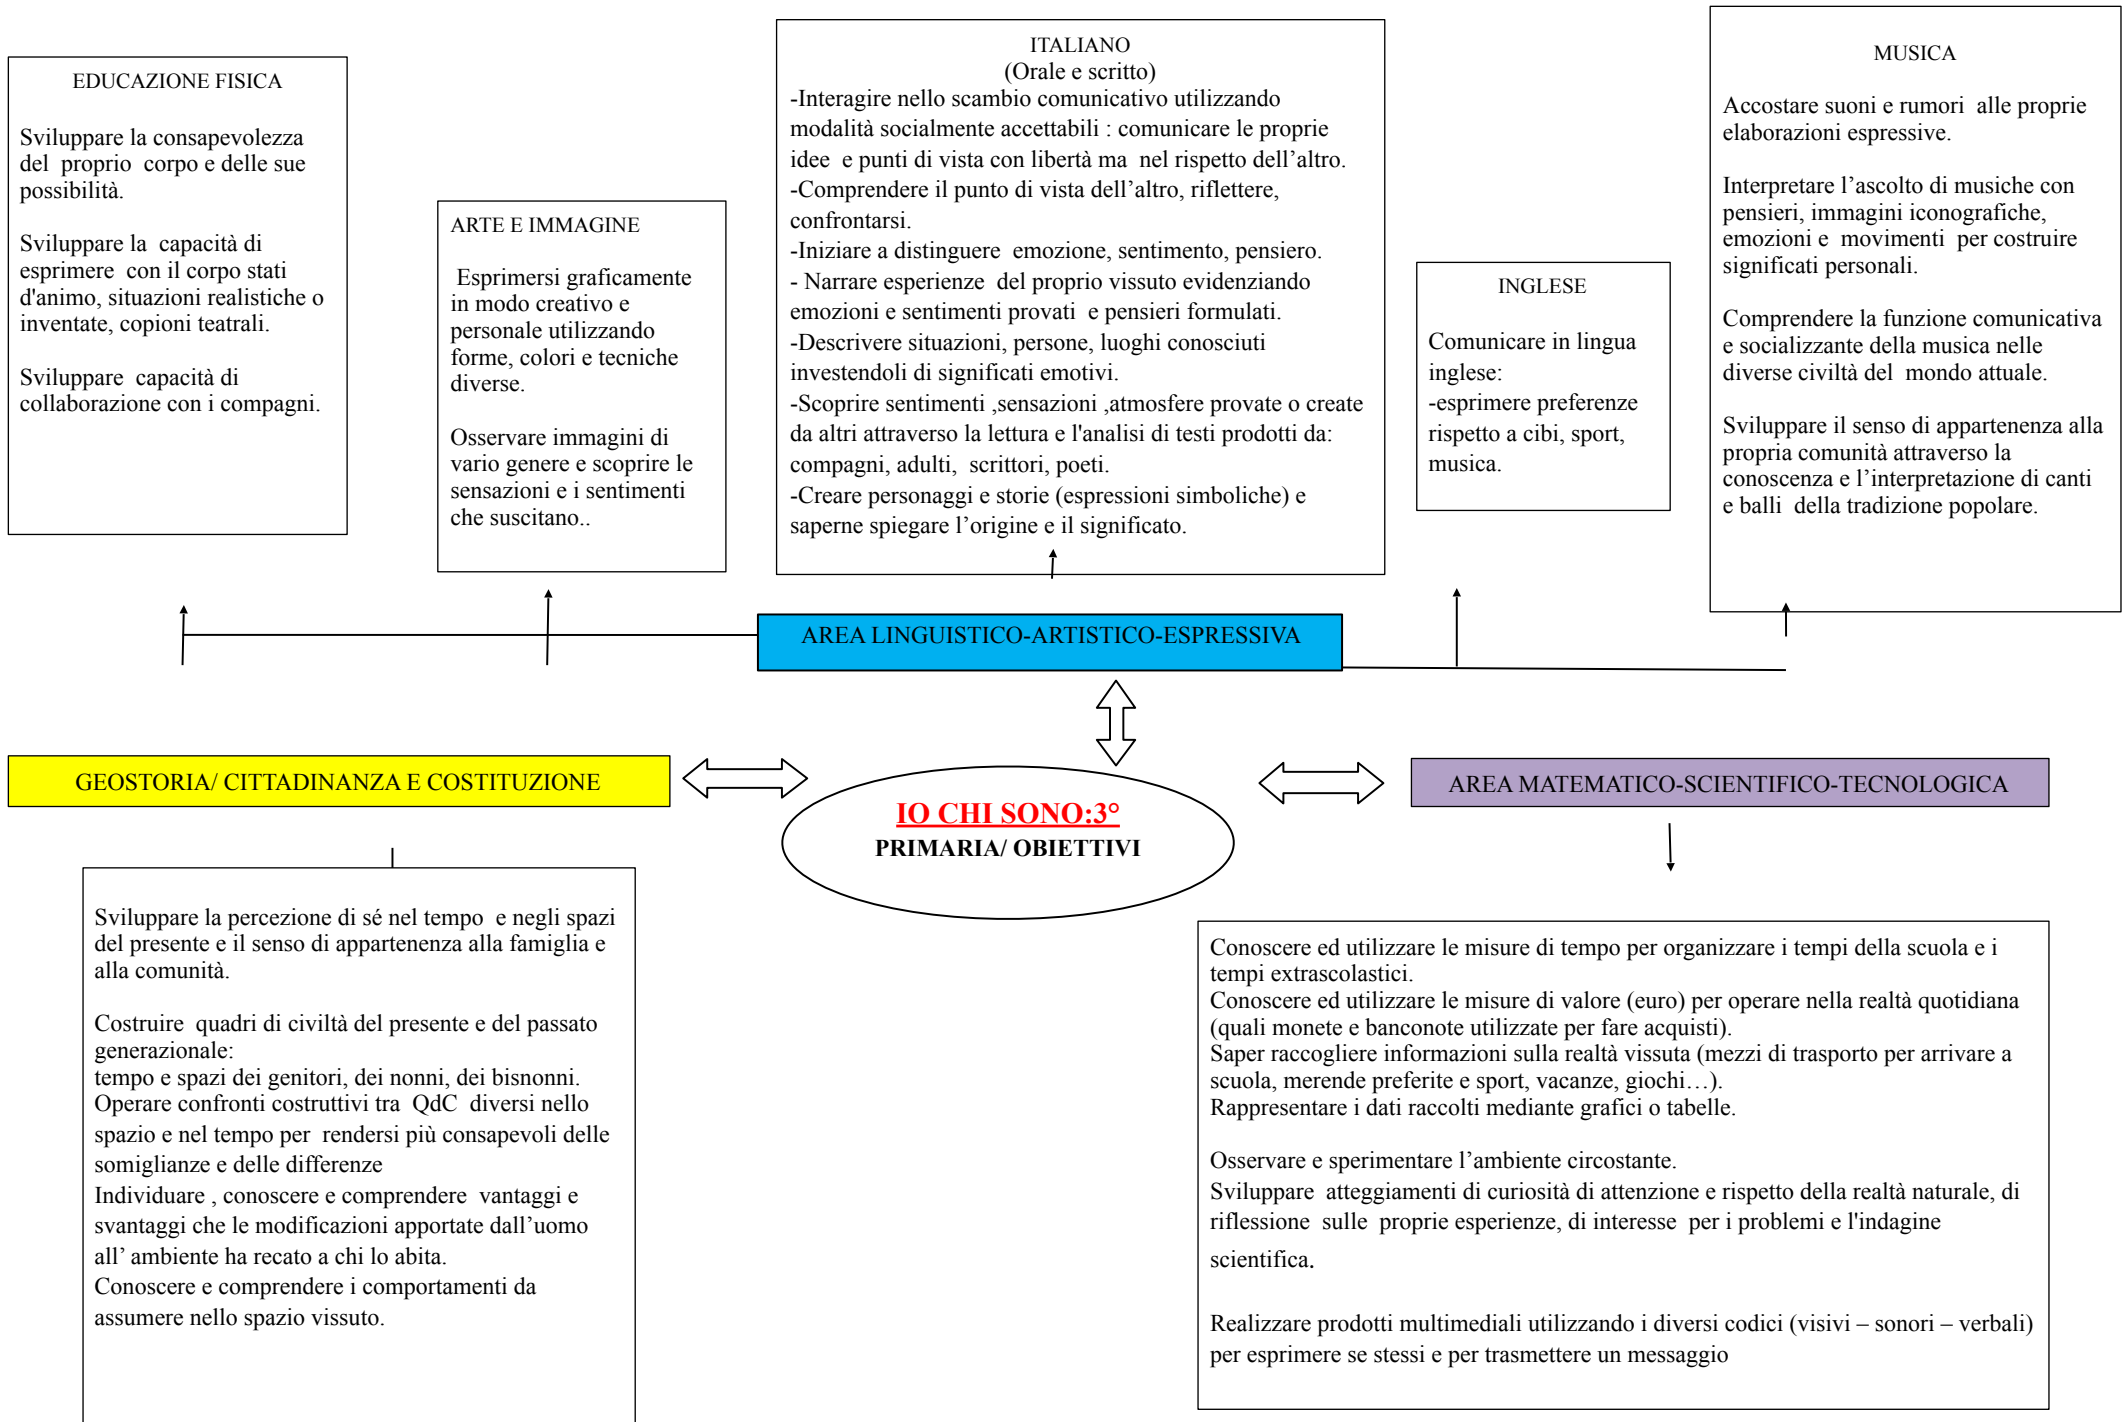 EDUCAZIONE FISICA
Sviluppare la consapevolezza
del proprio corpo e delle sue
possibilità.
Sviluppare la capacità di
esprimere con il corpo stati
d'animo, situazioni realistiche o
inventate, copioni teatrali.
Sviluppare capacità di
collaborazione con i compagni.
ARTE E IMMAGINE
Esprimersi graficamente
in modo creativo e
personale utilizzando
forme, colori e tecniche
diverse.
Osservare immagini di
vario genere e scoprire le
sensazioni e i sentimenti
che suscitano..
ITALIANO
(Orale e scritto)
-Interagire nello scambio comunicativo utilizzando
modalità socialmente accettabili : comunicare le proprie
idee e punti di vista con libertà ma nel rispetto dell’altro.
-Comprendere il punto di vista dell’altro, riflettere,
confrontarsi.
-Iniziare a distinguere emozione, sentimento, pensiero.
- Narrare esperienze del proprio vissuto evidenziando
emozioni e sentimenti provati e pensieri formulati.
-Descrivere situazioni, persone, luoghi conosciuti
investendoli di significati emotivi.
-Scoprire sentimenti ,sensazioni ,atmosfere provate o create
da altri attraverso la lettura e l'analisi di testi prodotti da:
compagni, adulti, scrittori, poeti.
-Creare personaggi e storie (espressioni simboliche) e
saperne spiegare l’origine e il significato.
INGLESE
Comunicare in lingua
inglese:
-esprimere preferenze
rispetto a cibi, sport,
musica.
MUSICA
Accostare suoni e rumori alle proprie
elaborazioni espressive.
Interpretare l’ascolto di musiche con
pensieri, immagini iconografiche,
emozioni e movimenti per costruire
significati personali.
Comprendere la funzione comunicativa
e socializzante della musica nelle
diverse civiltà del mondo attuale.
Sviluppare il senso di appartenenza alla
propria comunità attraverso la
conoscenza e l’interpretazione di canti
e balli della tradizione popolare.
AREA LINGUISTICO-ARTISTICO-ESPRESSIVA
GEOSTORIA/ CITTADINANZA E COSTITUZIONE
IO CHI SONO:3°
PRIMARIA/ OBIETTIVI
AREA MATEMATICO-SCIENTIFICO-TECNOLOGICA
Sviluppare la percezione di sé nel tempo e negli spazi
del presente e il senso di appartenenza alla famiglia e
alla comunità.
Costruire quadri di civiltà del presente e del passato
generazionale:
tempo e spazi dei genitori, dei nonni, dei bisnonni.
Operare confronti costruttivi tra QdC diversi nello
spazio e nel tempo per rendersi più consapevoli delle
somiglianze e delle differenze
Individuare , conoscere e comprendere vantaggi e
svantaggi che le modificazioni apportate dall’uomo
all’ ambiente ha recato a chi lo abita.
Conoscere e comprendere i comportamenti da
assumere nello spazio vissuto.
Conoscere ed utilizzare le misure di tempo per organizzare i tempi della scuola e i
tempi extrascolastici.
Conoscere ed utilizzare le misure di valore (euro) per operare nella realtà quotidiana
(quali monete e banconote utilizzate per fare acquisti).
Saper raccogliere informazioni sulla realtà vissuta (mezzi di trasporto per arrivare a
scuola, merende preferite e sport, vacanze, giochi…).
Rappresentare i dati raccolti mediante grafici o tabelle.
Osservare e sperimentare l’ambiente circostante.
Sviluppare atteggiamenti di curiosità di attenzione e rispetto della realtà naturale, di
riflessione sulle proprie esperienze, di interesse per i problemi e l'indagine
scientifica.
Realizzare prodotti multimediali utilizzando i diversi codici (visivi – sonori – verbali)
per esprimere se stessi e per trasmettere un messaggio